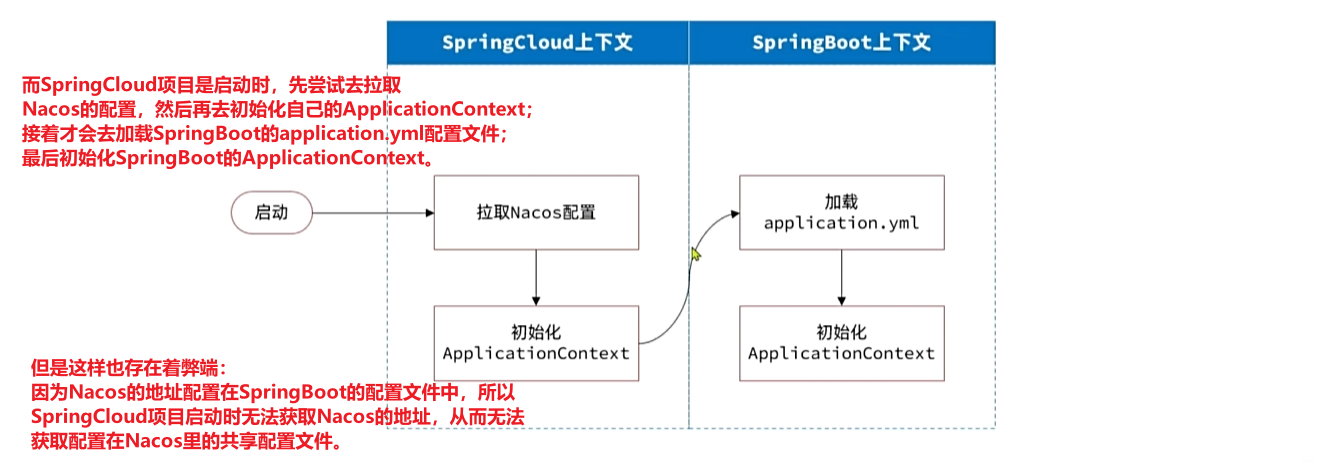 SpringCloud上下文
SpringBoot上下文
而SpringCloud项目是启动时，先尝试去拉取
Nacos的配置，然后再去初始化自己的ApplicationContext；
接着才会去加载SpringBoot的application.yml配置文件；
最后初始化SpringBoot的ApplicationContext。
启动
拉取Nacos配置
加载
application.yml
初始化
ApplicationContext
初始化
ApplicationContext
但是这样也存在着弊端：
因为Nacos的地址配置在SpringBoot的配置文件中，所以
SpringCloud项目启动时无法获取Nacos的地址，从而无法
获取配置在Nacos里的共享配置文件。